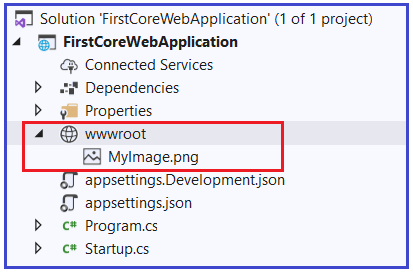 Solution 'FirstCoreWebApplication' (1 of 1 project)
FirstCoreWebApplication
Connected Services
Dependencies
Properties
wwwroot
MyImage.png
appsettings.Development.json
appsettings.json
C# Program.cs
C# Startup.cs